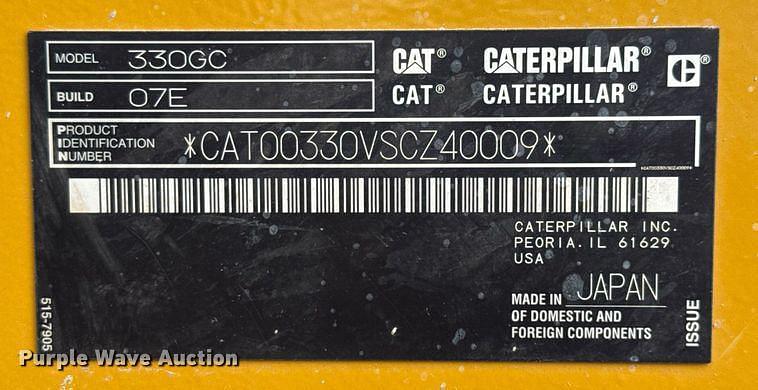 MODEL 330GC
BUILD 07E
CAT® CATERPILLAR® C®
CAT® CATERPILLAR®
PRODUCT
IDENTIFICATION
NUMBER
*CAT00330VSCZ40009*
*CAT00330VSCZ40009*
CATERPILLAR INC.
PEORIA. IL 61629
USA
MADE IN JAPAN
OF DOMESTIC AND
FOREIGN COMPONENTS
515-7905
ISSUE
Purple Wave Auction